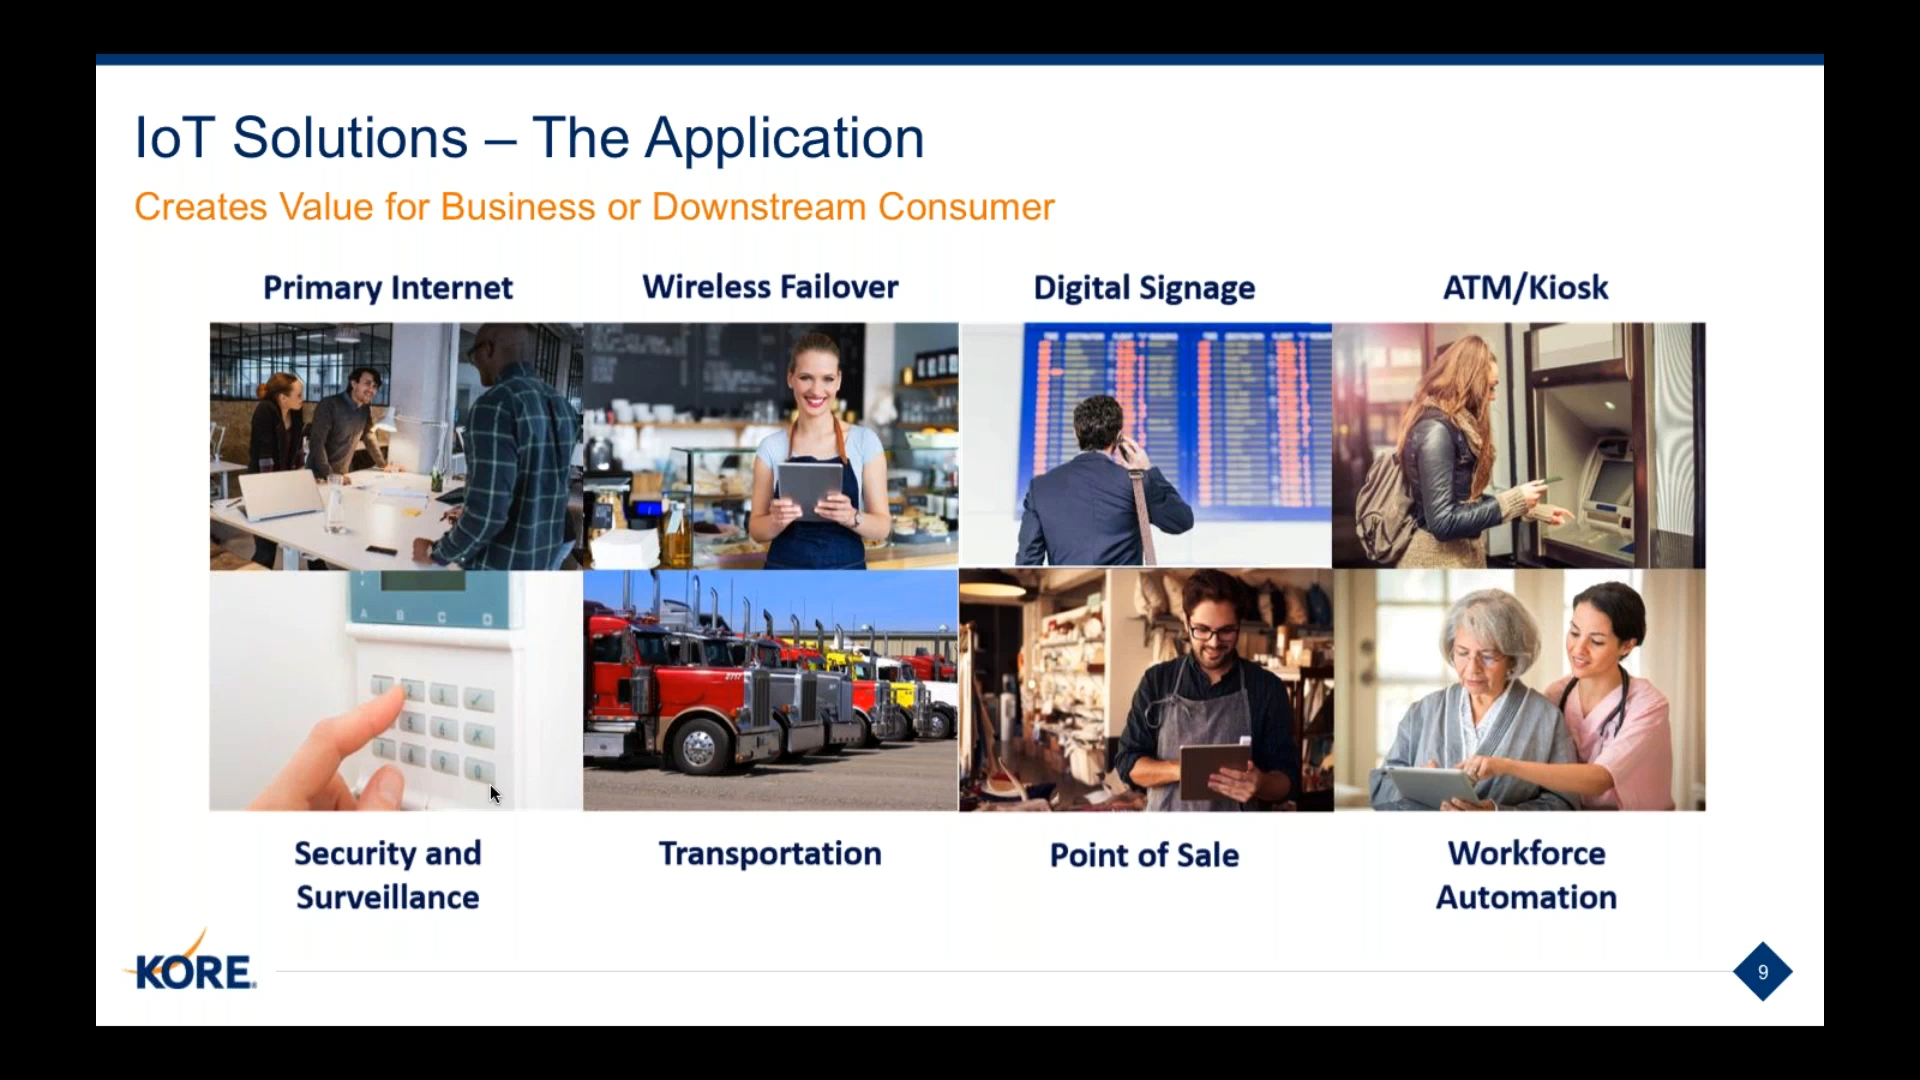 IoT Solutions – The Application
Creates Value for Business or Downstream Consumer
Primary Internet
Wireless Failover
Digital Signage
ATM/Kiosk
A B C D
Security and
Surveillance
Transportation
Point of Sale
Workforce
Automation
KORE
9